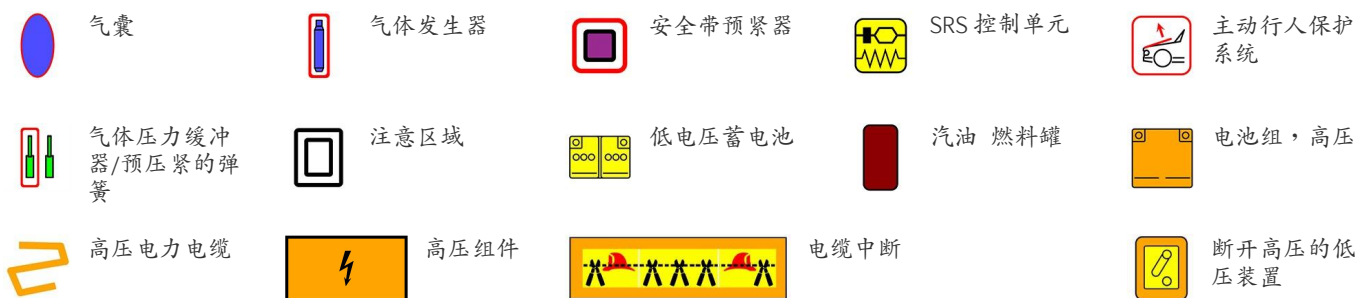 气囊
气体发生器
安全带预紧器
SRS 控制单元
主动行人保护
系统
气体压力缓冲
器/预压紧的弹
簧
注意区域
低电压蓄电池
汽油 燃料罐
电池组，高压
高压电力电缆
高压组件
电缆中断
断开高压的低
压装置